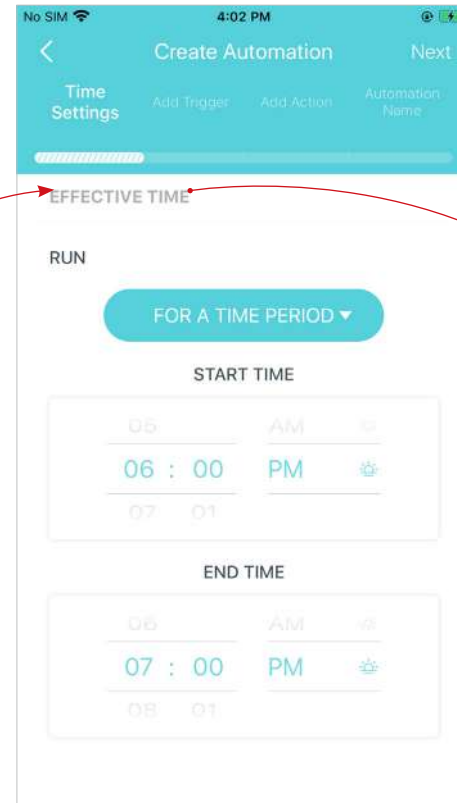 No SIM 4:02 PM
Create Automation Next
Time Settings Add Trigger Add Action Automation Name
EFFECTIVE TIME
RUN
FOR A TIME PERIOD
START TIME
05 AM
06 : 00 PM
07 01
END TIME
06 AM
07 : 00 PM
08 01